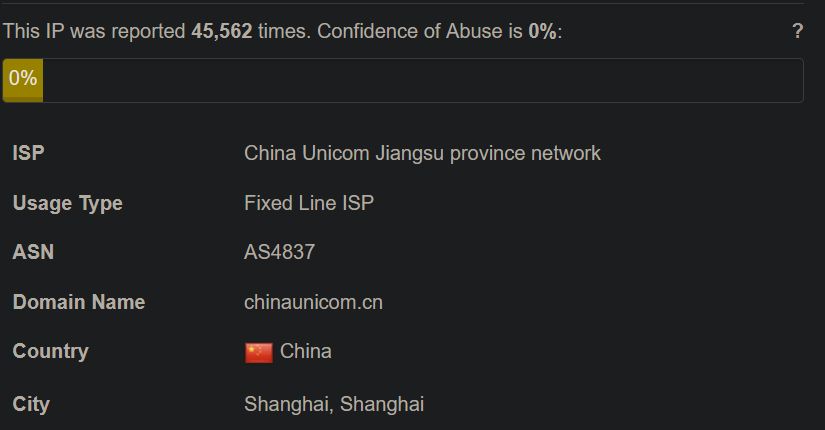 This IP was reported 45,562 times. Confidence of Abuse is 0%: ?
0%
ISP China Unicom Jiangsu province network
Usage Type Fixed Line ISP
ASN AS4837
Domain Name chinaunicom.cn
Country China
City Shanghai, Shanghai